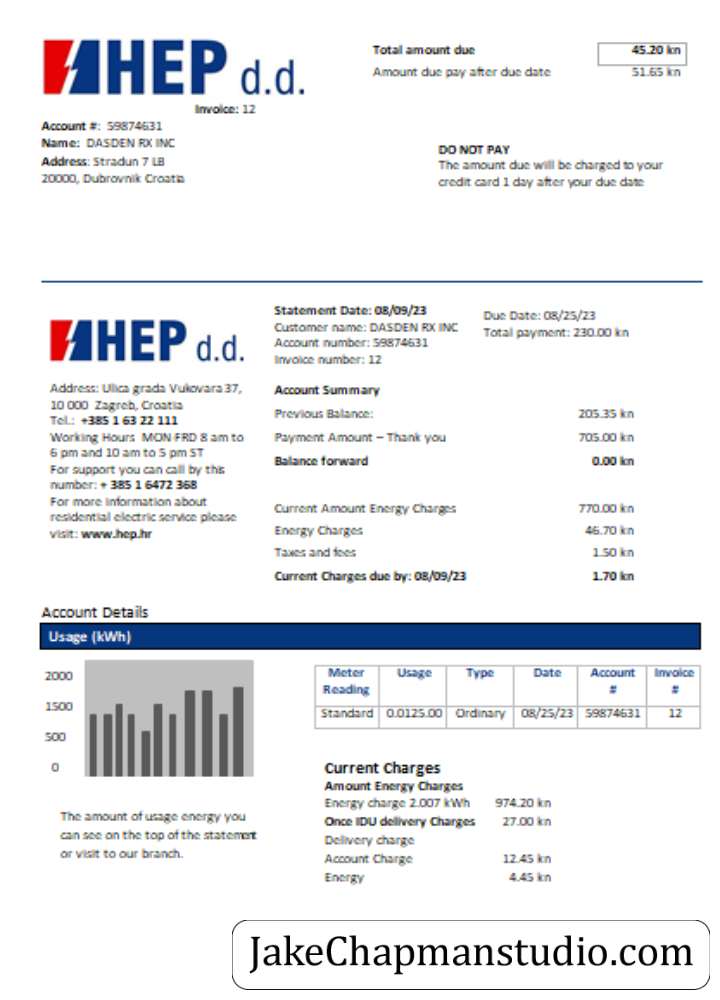 HEP d.d.
Total amount due 45.20 kn
Amount due pay after due date 51.65 kn
Invoice: 12
Account #: 59874631
Name: DASDEN RX INC
Address: Stradun 7 LB
20000, Dubrovnik Croatia
DO NOT PAY
The amount due will be charged to your
credit card 1 day after your due date
HEP d.d.
Address: Ulica grada Vukovara 37,
10 000 Zagreb, Croatia
Tel.: +385 1 63 22 111
Working Hours MON-FRD 8 am to
6 pm and 10 am to 5 pm ST
For support you can call by this
number: + 385 1 6472 368
For more information about
residential electric service please
visit: www.hep.hr
Statement Date: 08/09/23
Customer name: DASDEN RX INC
Account number: 59874631
Invoice number: 12
Due Date: 08/25/23
Total payment: 230.00 kn
Account Summary
Previous Balance: 205.35 kn
Payment Amount – Thank you 705.00 kn
Balance forward 0.00 kn
Current Amount Energy Charges 770.00 kn
Energy Charges 46.70 kn
Taxes and fees 1.50 kn
Current Charges due by: 08/09/23 1.70 kn
Account Details
Usage (kWh)
2000
1500
500
0
The amount of usage energy you
can see on the top of the statement
or visit to our branch.
Meter Reading Usage Type Date Account # Invoice #
Standard 0.0125.00 Ordinary 08/25/23 59874631 12
Current Charges
Amount Energy Charges
Energy charge 2.007 kWh 974.20 kn
Once IDU delivery Charges 27.00 kn
Delivery charge
Account Charge 12.45 kn
Energy 4.45 kn
JakeChapmanstudio.com